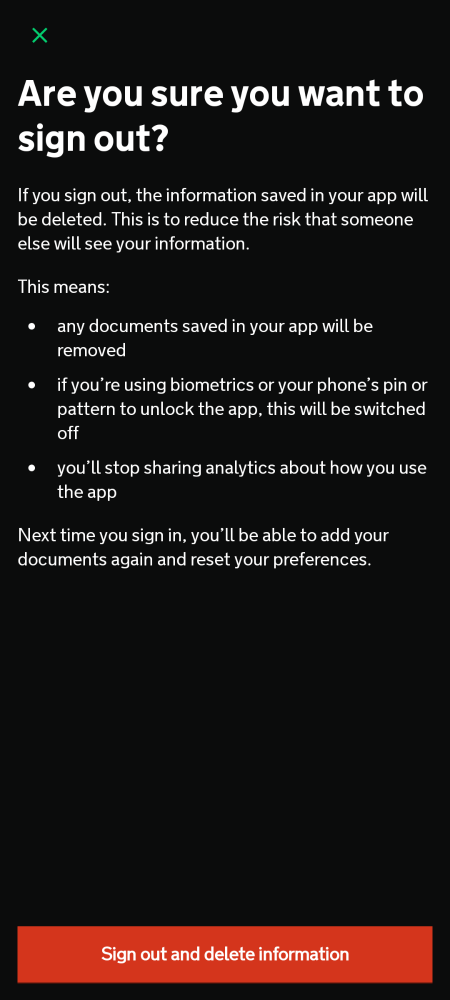 Are you sure you want to
sign out?
If you sign out, the information saved in your app will
be deleted. This is to reduce the risk that someone
else will see your information.
This means:
• any documents saved in your app will be
removed
• if you’re using biometrics or your phone’s pin or
pattern to unlock the app, this will be switched
off
• you’ll stop sharing analytics about how you use
the app
Next time you sign in, you’ll be able to add your
documents again and reset your preferences.
Sign out and delete information